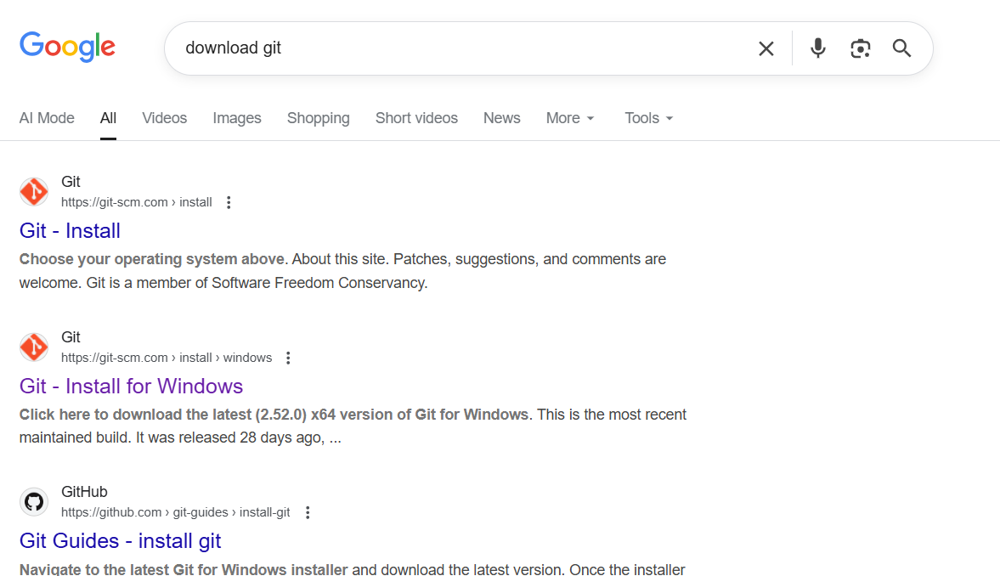 Google
download git
AI Mode All Videos Images Shopping Short videos News More Tools
Git
https://git-scm.com › install
Git - Install
Choose your operating system above. About this site. Patches, suggestions, and comments are
welcome. Git is a member of Software Freedom Conservancy.
Git
https://git-scm.com › install › windows
Git - Install for Windows
Click here to download the latest (2.52.0) x64 version of Git for Windows. This is the most recent
maintained build. It was released 28 days ago, ...
GitHub
https://github.com › git-guides › install-git
Git Guides - install git
Navigate to the latest Git for Windows installer and download the latest version. Once the installer